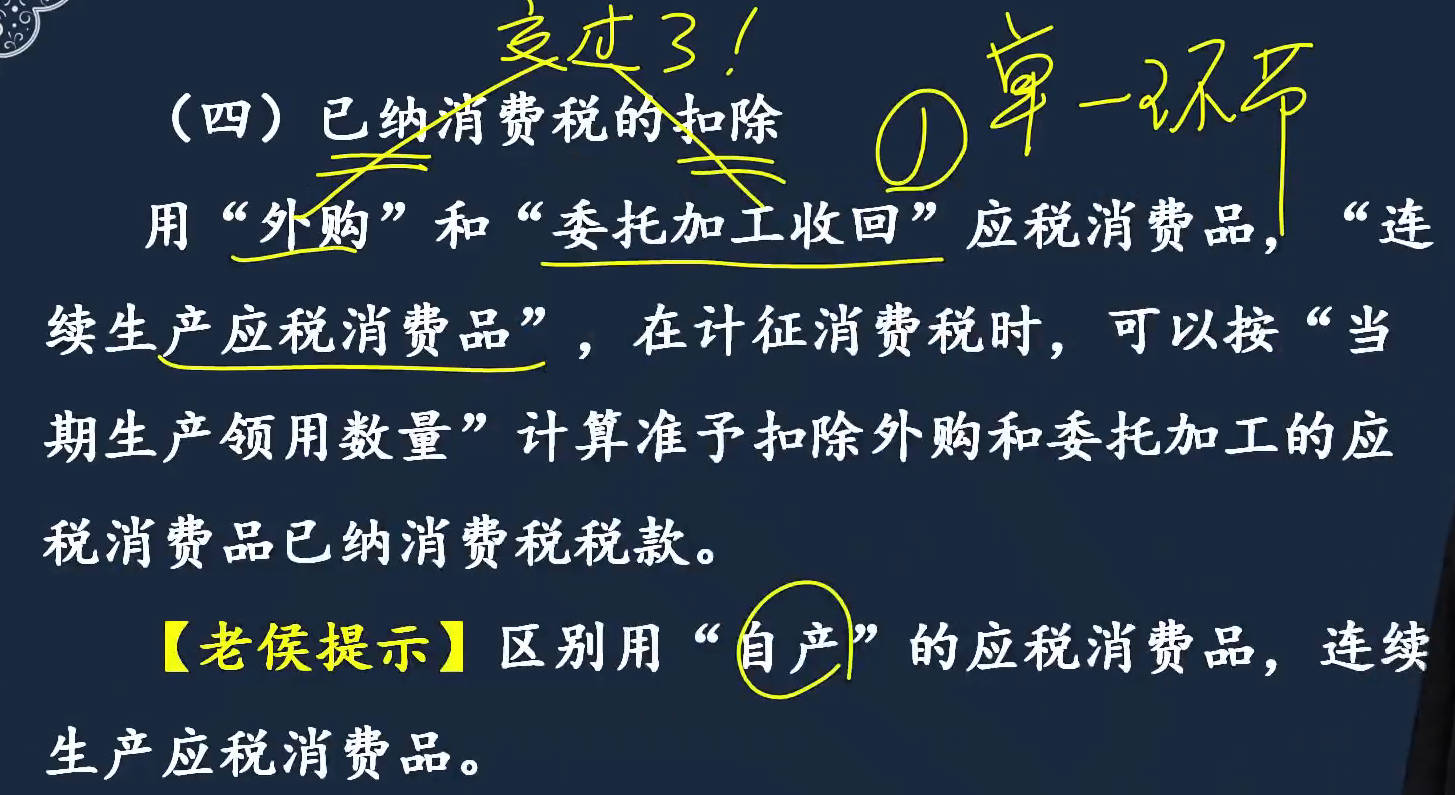 交过了！
① 单一环节
（四）已纳消费税的扣除
用“外购”和“委托加工收回”应税消费品，“连
续生产应税消费品”，在计征消费税时，可以按“当
期生产领用数量”计算准予扣除外购和委托加工的应
税消费品已纳消费税税款。
【老侯提示】区别用“自产”的应税消费品，连续
生产应税消费品。